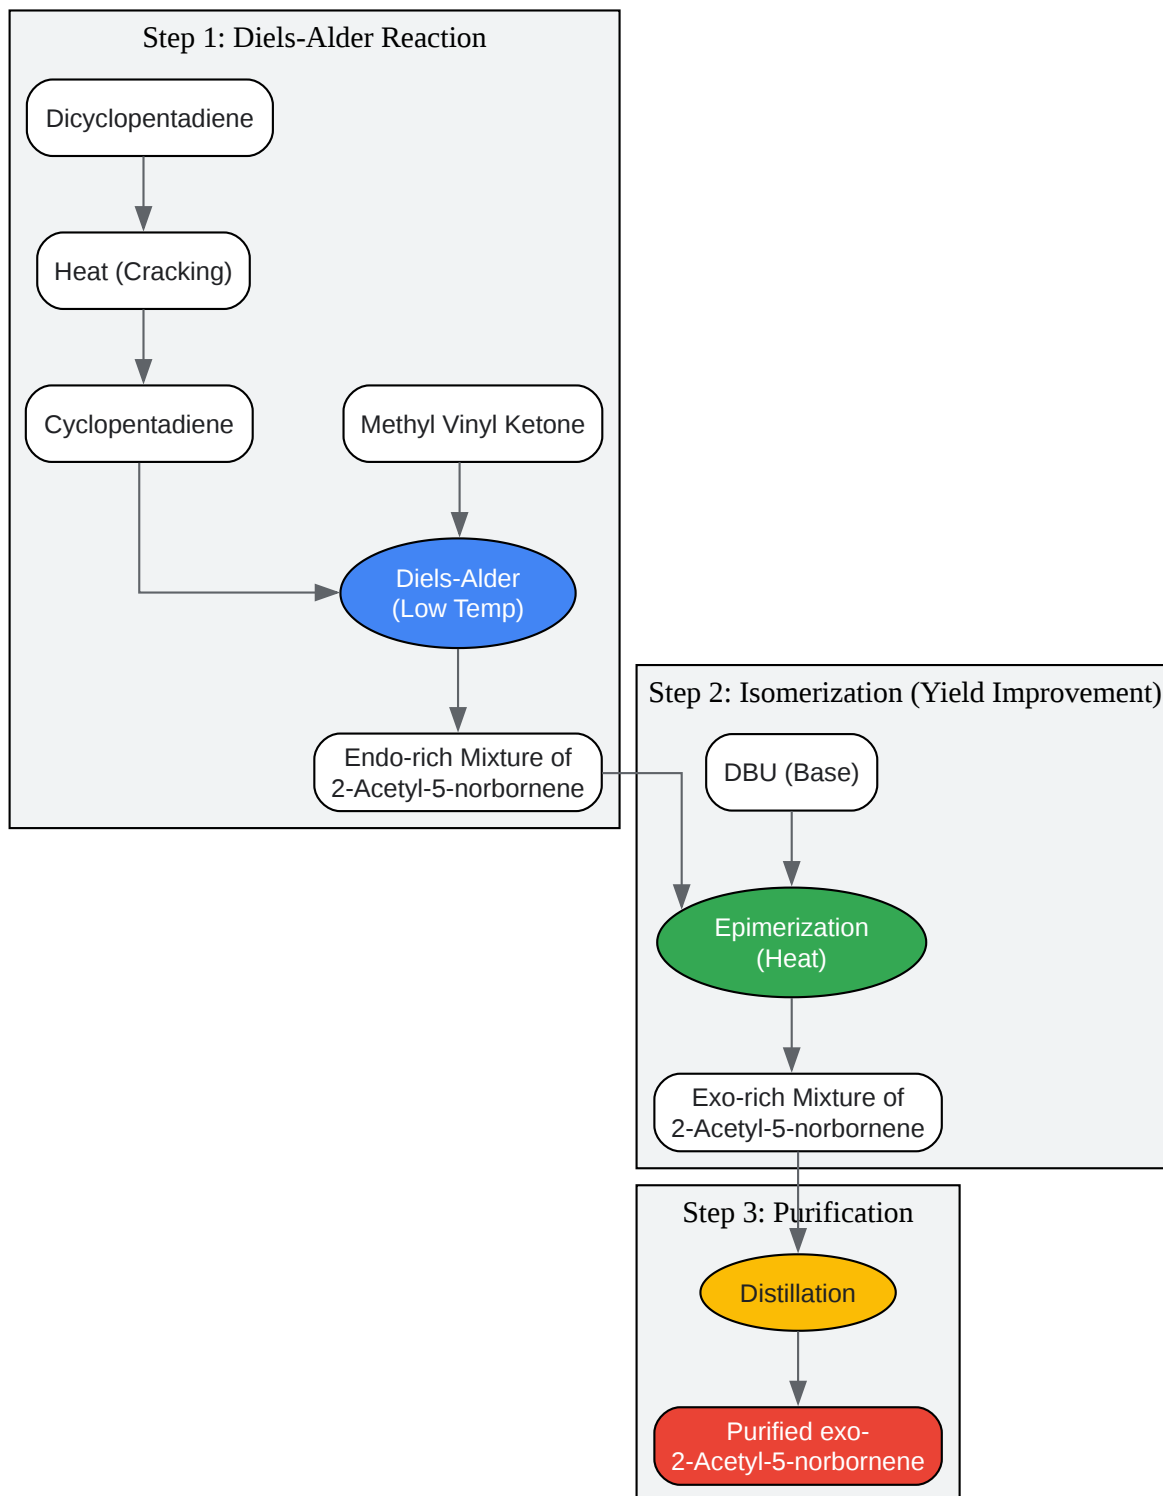 Step 1: Diels-Alder Reaction
Dicyclopentadiene
Heat (Cracking)
Cyclopentadiene
Methyl Vinyl Ketone
Diels-Alder
(Low Temp)
Endo-rich Mixture of
2-Acetyl-5-norbornene
Step 2: Isomerization (Yield Improvement)
DBU (Base)
Epimerization
(Heat)
Exo-rich Mixture of
2-Acetyl-5-norbornene
Step 3: Purification
Distillation
Purified exo-
2-Acetyl-5-norbornene